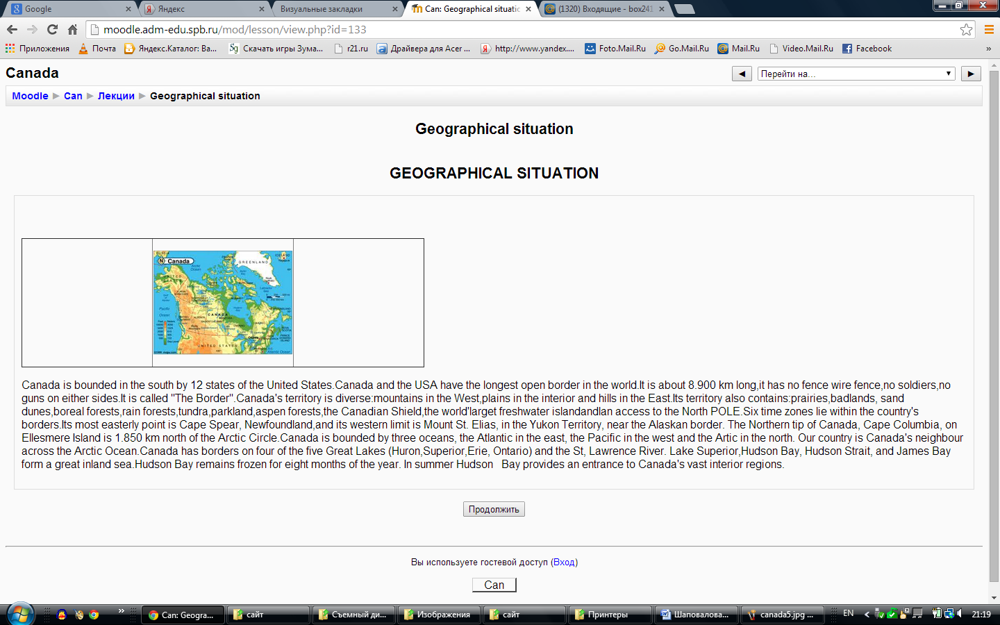 Google
Яндекс
Визуальные закладки
Can: Geographical situatic
(1320) Входящие - box241
moodle.adm-edu.spb.ru/mod/lesson/view.php?id=133
Приложения
Почта
Яндекс.Каталог: Ва...
Скачать игры Зума...
r21.ru
Драйвера для Acer ...
http://www.yandex....
Foto.Mail.Ru
Go.Mail.Ru
Mail.Ru
Video.Mail.Ru
Facebook
»
Canada
Перейти на...
Moodle ► Can ► Лекции ► Geographical situation
Geographical situation
GEOGRAPHICAL SITUATION
RUSSIA
ICELAND
N Canada
GREENLAND
Arctic
Ocean
UNITED
Pacific
Ocean
CANADA
UNITED STATES
Atlantic Ocean
Canada is bounded in the south by 12 states of the United States.Canada and the USA have the longest open border in the world.It is about 8.900 km long,it has no fence wire fence,no soldiers,no
guns on either sides.It is called "The Border".Canada's territory is diverse:mountains in the West,plains in the interior and hills in the East.Its territory also contains:prairies,badlands, sand
dunes,boreal forests,rain forests,tundra,parkland,aspen forests,the Canadian Shield,the world'larget freshwater islandandlan access to the North POLE.Six time zones lie within the country's
borders.Its most easterly point is Cape Spear, Newfoundland,and its western limit is Mount St. Elias, in the Yukon Territory, near the Alaskan border. The Northern tip of Canada, Cape Columbia, on
Ellesmere Island is 1.850 km north of the Arctic Circle.Canada is bounded by three oceans, the Atlantic in the east, the Pacific in the west and the Artic in the north. Our country is Canada's neighbour
across the Arctic Ocean.Canada has borders on four of the five Great Lakes (Huron,Superior,Erie, Ontario) and the St, Lawrence River. Lake Superior,Hudson Bay, Hudson Strait, and James Bay
form a great inland sea.Hudson Bay remains frozen for eight months of the year. In summer Hudson Bay provides an entrance to Canada's vast interior regions.
Продолжить
Вы используете гостевой доступ (Вход)
Can
»
Can: Geogra...
сайт
Съемный ди...
Изображения
сайт
Принтеры
Шаповалова...
canada5.jpg ...
EN
21:19